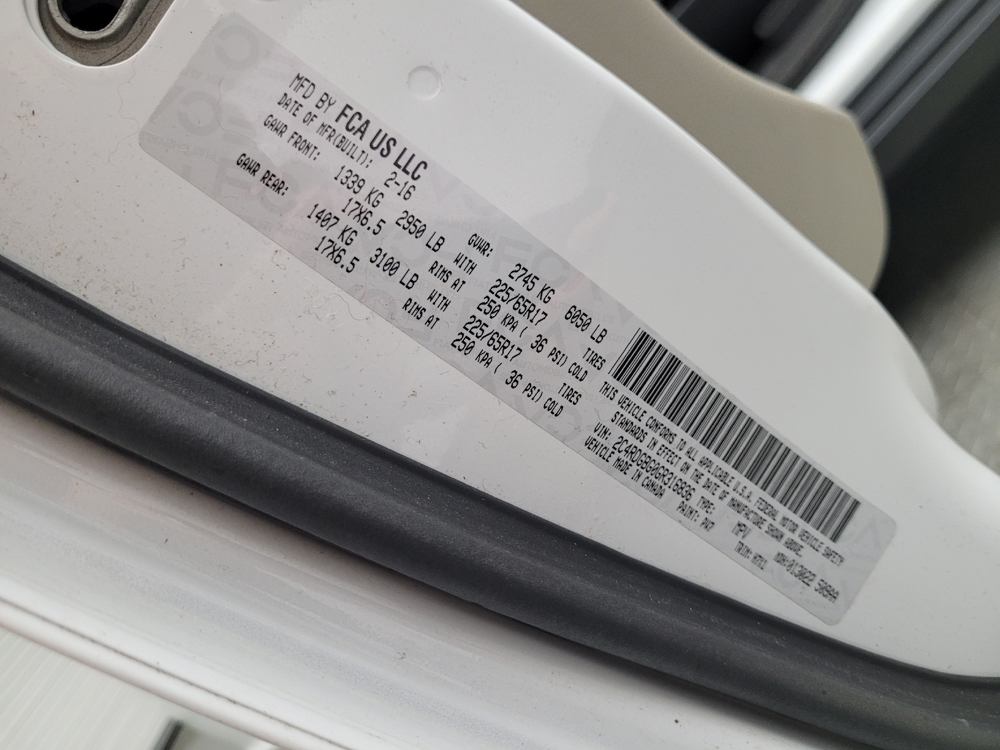 MFD BY FCA US LLC
DATE OF MFR(BUILT): 2-16
GVWR: 2745 KG 6050 LB
GAWR FRONT: 1339 KG 2950 LB WITH 225/65R17 TIRES
17X6.5 RIMS AT 250 KPA ( 36 PSI) COLD
GAWR REAR: 1407 KG 3100 LB WITH 225/65R17 TIRES
17X6.5 RIMS AT 250 KPA ( 36 PSI) COLD
THIS VEHICLE CONFORMS TO ALL APPLICABLE U.S.A. FEDERAL MOTOR VEHICLE SAFETY
STANDARDS IN EFFECT ON THE DATE OF MANUFACTURE SHOWN ABOVE.
VIN: 2C4RDGBG0GR316836 TYPE: MPV
VEHICLE MADE IN CANADA PAINT: PW7